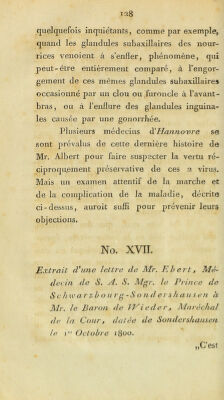 128
quelquefois inquiétants, comme par exemple,
quand les glandules subaxillaires des nour-
rices venoient à s'enfler, phénomène, qui
peut-être entièrement comparé, à l'engor-
gement de ces mêmes glandules subaxillaires
occasionné par un clou ou furoncle à l'avant-
bras, ou à l'enflure des glandules inguina-
les causée par une gonorrhée.
Plusieurs médecins d'Hannovre se
sont prévalus de cette dernière histoire de
Mr. Albert pour faire suspecter la vertu ré-
ciproquement préservative de ces 2 virus.
Mais un examen attentif de la marche et
de la complication de la maladie, décrite
ci-dessus, auroit suffi pour prévenir leurs
objections.
No. XVII.
Extrait d'une lettre de Mr. Ebert, Mé-
decin de S. A. S. Mgr. le Prince de
Schwarzbourg-Sondershausen à
Mr. le Baron de Wieder, Maréchal
de la Cour, datée de Sondershausen
le 1er Octobre 1800.
„C'est